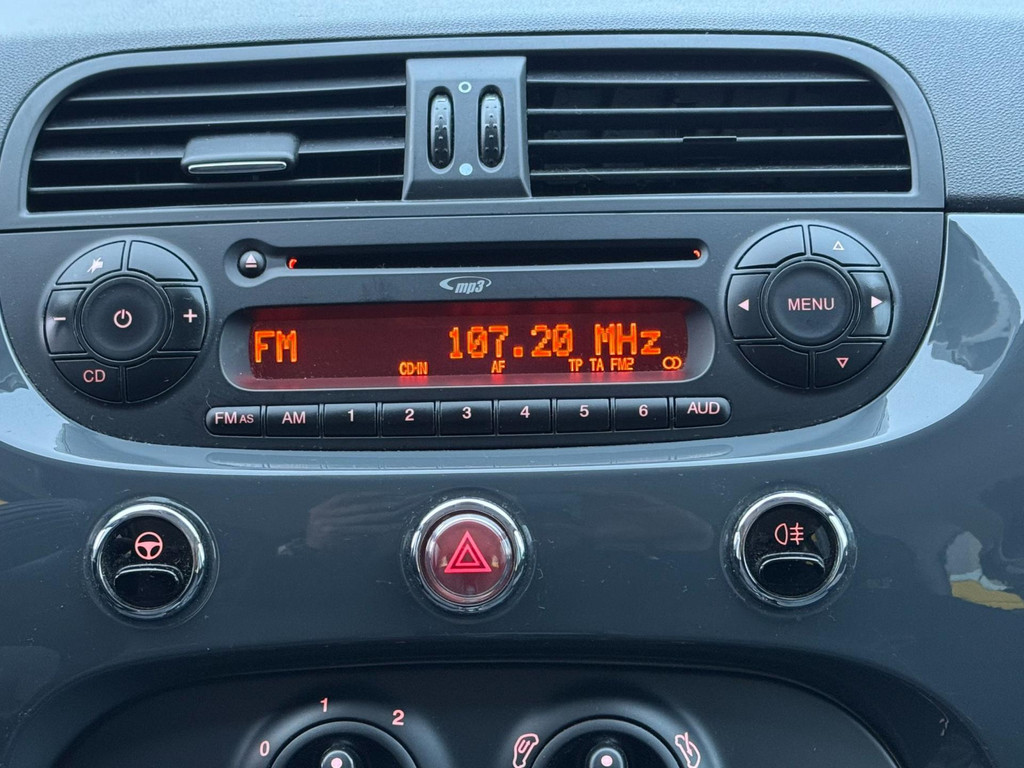 mp3
FM 107.20 MHz
CD-IN AF TP TA FM2
MENU
CD
FM AS AM 1 2 3 4 5 6 AUD
0 1 2